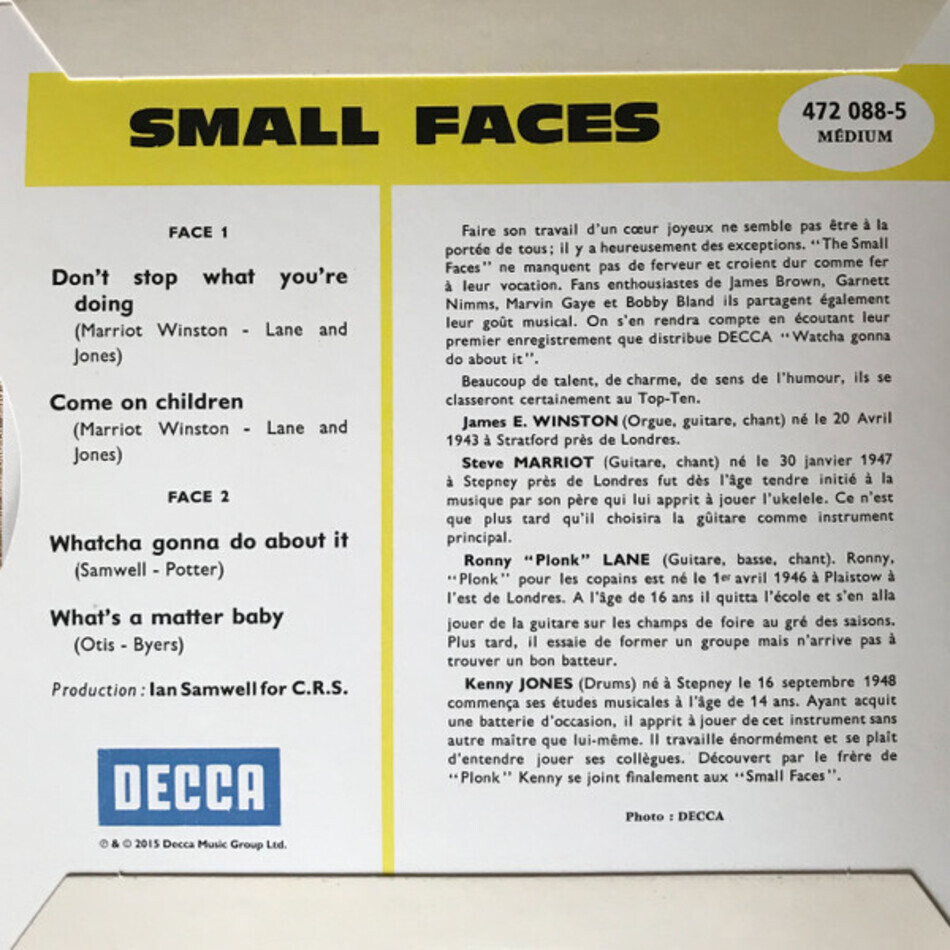 SMALL FACES
472 088-5
MÉDIUM
FACE 1
Don't stop what you're
doing
(Marriot Winston - Lane and
Jones)
Come on children
(Marriot Winston - Lane and
Jones)
FACE 2
Whatcha gonna do about it
(Samwell - Potter)
What's a matter baby
(Otis - Byers)
Production : Ian Samwell for C.R.S.
DECCA
℗ & © 2015 Decca Music Group Ltd.
Faire son travail d'un cœur joyeux ne semble pas être à la
portée de tous ; il y a heureusement des exceptions. "The Small
Faces" ne manquent pas de ferveur et croient dur comme fer
à leur vocation. Fans enthousiastes de James Brown, Garnett
Nimms, Marvin Gaye et Bobby Bland ils partagent également
leur goût musical. On s'en rendra compte en écoutant leur
premier enregistrement que distribue DECCA "Watcha gonna
do about it".
Beaucoup de talent, de charme, de sens de l'humour, ils se
classeront certainement au Top-Ten.
James E. WINSTON (Orgue, guitare, chant) né le 20 Avril
1943 à Stratford près de Londres.
Steve MARRIOT (Guitare, chant) né le 30 janvier 1947
à Stepney près de Londres fut dès l'âge tendre initié à la
musique par son père qui lui apprit à jouer l'ukelele. Ce n'est
que plus tard qu'il choisira la gûitare comme instrument
principal.
Ronny "Plonk" LANE (Guitare, basse, chant). Ronny,
"Plonk" pour les copains est né le 1er avril 1946 à Plaistow à
l'est de Londres. A l'âge de 16 ans il quitta l'école et s'en alla
jouer de la guitare sur les champs de foire au gré des saisons.
Plus tard, il essaie de former un groupe mais n'arrive pas à
trouver un bon batteur.
Kenny JONES (Drums) né à Stepney le 16 septembre 1948
commença ses études musicales à l'âge de 14 ans. Ayant acquit
une batterie d'occasion, il apprit à jouer de cet instrument sans
autre maître que lui-même. Il travaille énormément et se plaît
d'entendre jouer ses collègues. Découvert par le frère de
"Plonk" Kenny se joint finalement aux "Small Faces".
Photo : DECCA